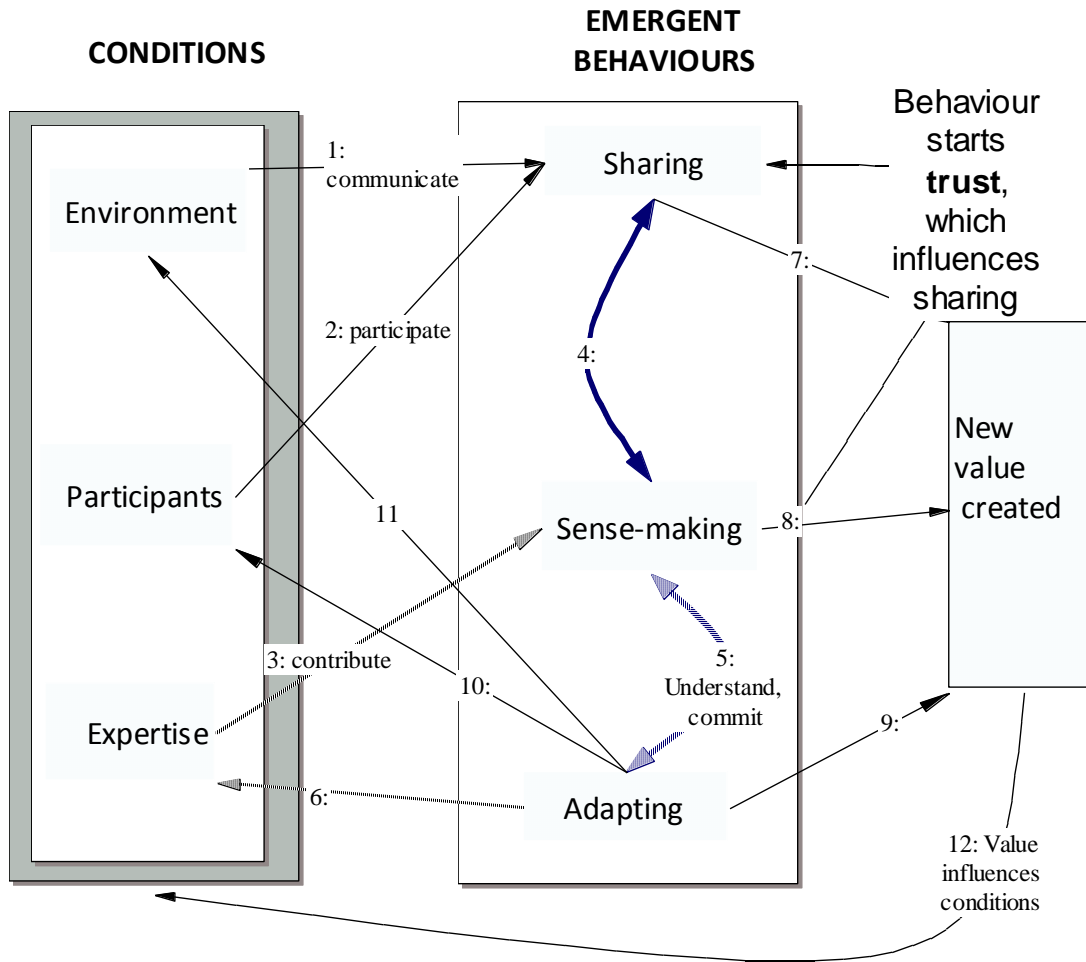 CONDITIONS
EMERGENT
BEHAVIOURS
Behaviour
starts
trust,
which
influences
sharing
1:
communicate
Sharing
Environment
7:
2: participate
4:
New
value
created
Participants
11
Sense-making
8:
3: contribute
5:
Understand,
commit
10:
Expertise
9:
6:
Adapting
12: Value
influences
conditions